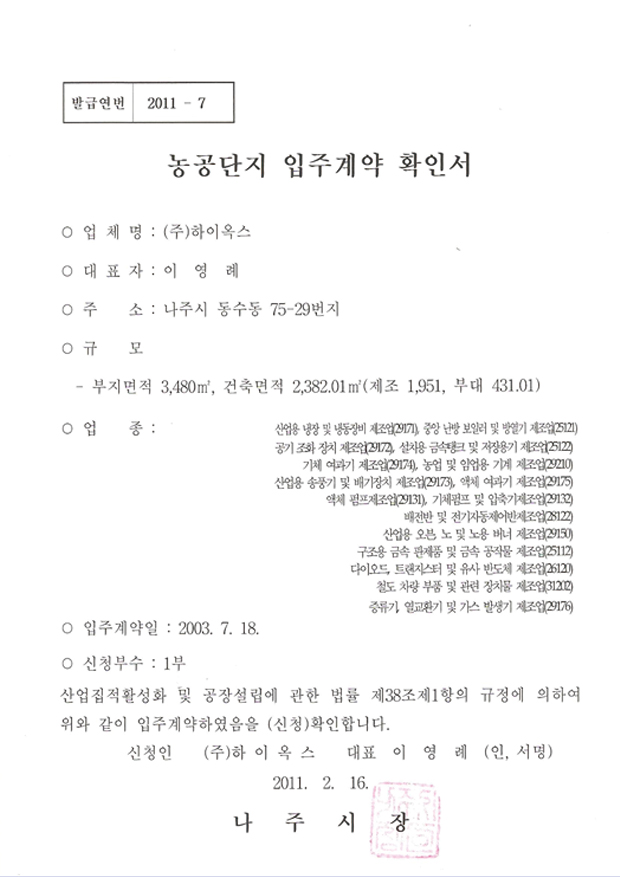 발급연번 2011 - 7
농공단지 입주계약 확인서
○ 업 체 명 : (주)하이옥스
○ 대 표 자 : 이 영 례
○ 주 소 : 나주시 동수동 75-29번지
○ 규 모
- 부지면적 3,480㎡, 건축면적 2,382.01㎡(제조 1,951, 부대 431.01)
○ 업 종 : 산업용 냉장 및 냉동장비 제조업(29171), 중앙 난방 보일러 및 방열기 제조업(25121)
공기 조화 장치 제조업(29172), 설치용 금속탱크 및 저장용기 제조업(25122)
기체 여과기 제조업(29174), 농업 및 임업용 기계 제조업(29210)
산업용 송풍기 및 배기장치 제조업(29173), 액체 여과기 제조업(29175)
액체 펌프제조업(29131), 기체펌프 및 압축기제조업(29132)
배전반 및 전기자동제어반제조업(28122)
산업용 오븐, 노 및 노용 버너 제조업(29150)
구조용 금속 판제품 및 금속 공작물 제조업(25112)
다이오드, 트랜지스터 및 유사 반도체 제조업(26120)
철도 차량 부품 및 관련 장치물 제조업(31202)
증류기, 열교환기 및 가스 발생기 제조업(29176)
○ 입주계약일 : 2003. 7. 18.
○ 신청부수 : 1부
산업집적활성화 및 공장설립에 관한 법률 제38조제1항의 규정에 의하여
위와 같이 입주계약하였음을 (신청)확인합니다.
신청인 (주)하 이 옥 스 대표 이 영 례 (인, 서명)
2011. 2. 16.
나 주 시 장